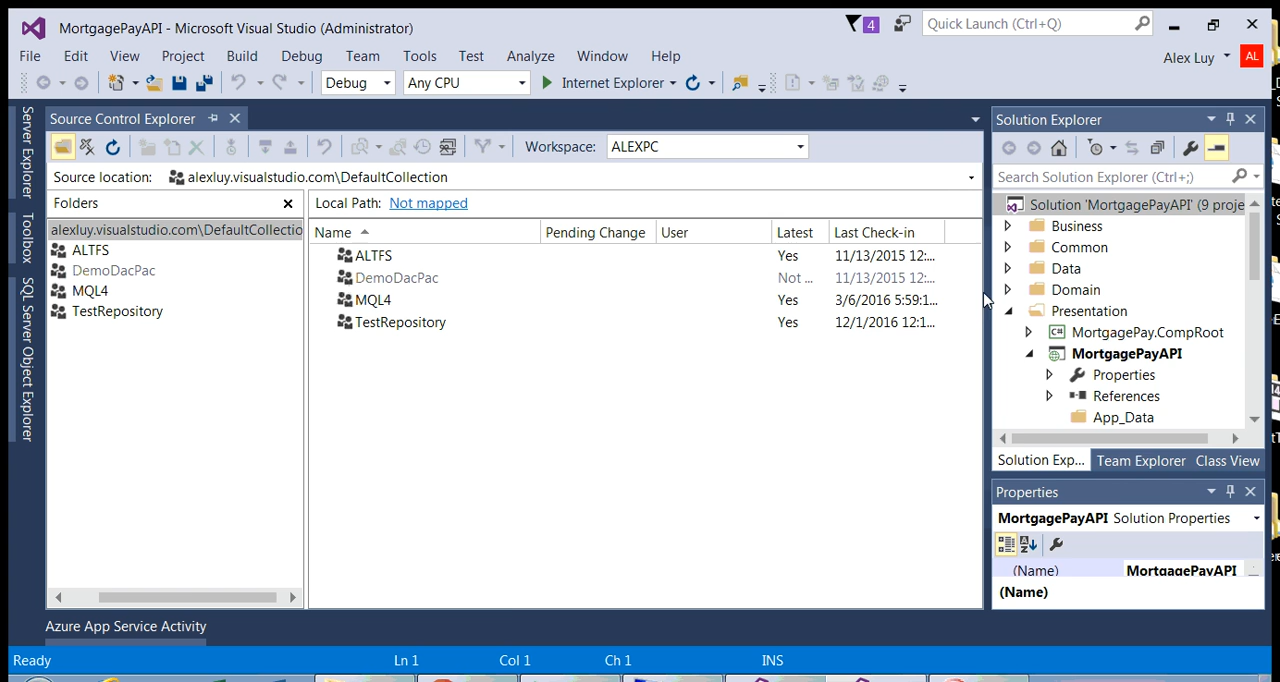 MortgagePayAPI - Microsoft Visual Studio (Administrator)
4
Quick Launch (Ctrl+Q)
File Edit View Project Build Debug Team Tools Test Analyze Window Help
Alex Luy AL
Debug Any CPU Internet Explorer
Server Explorer
Toolbox
SQL Server Object Explorer
Source Control Explorer
Workspace: ALEXPC
Source location: alexluy.visualstudio.com\DefaultCollection
Folders
alexluy.visualstudio.com\DefaultCollectio
ALTFS
DemoDacPac
MQL4
TestRepository
Local Path: Not mapped
Name Pending Change User Latest Last Check-in
ALTFS Yes 11/13/2015 12:...
DemoDacPac Not ... 11/13/2015 12:...
MQL4 Yes 3/6/2016 5:59:1...
TestRepository Yes 12/1/2016 12:1...
Solution Explorer
Search Solution Explorer (Ctrl+;)
Solution 'MortgagePayAPI' (9 proje
Business
Common
Data
Domain
Presentation
C# MortgagePay.CompRoot
MortgagePayAPI
Properties
References
App_Data
Solution Exp... Team Explorer Class View
Properties
MortgagePayAPI Solution Properties
(Name) MortgagePayAPI
(Name)
Azure App Service Activity
Ready Ln 1 Col 1 Ch 1 INS